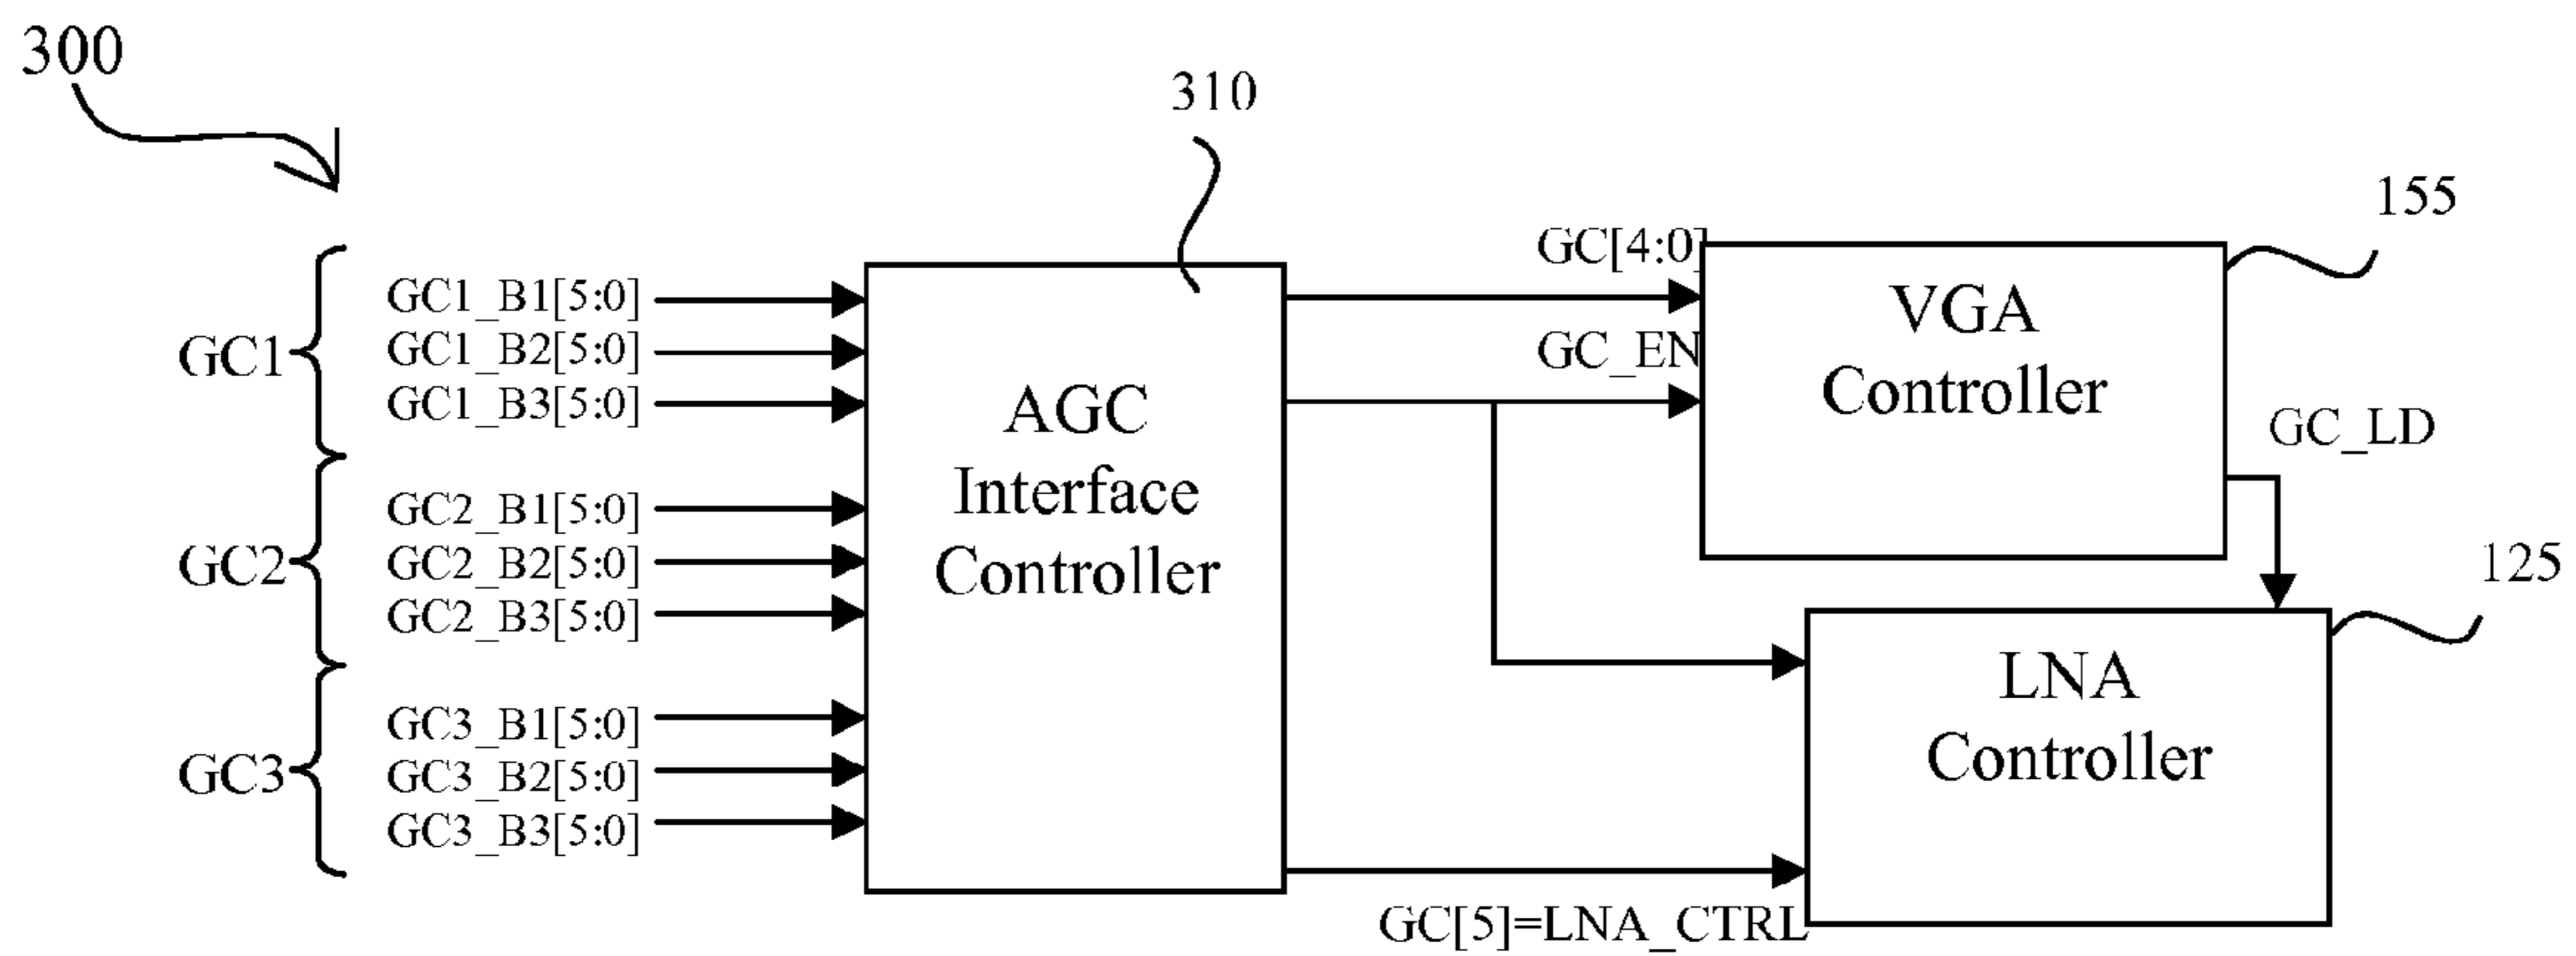 300
310
155
GC[4:0]
GC1_B1[5:0]
GC1_B2[5:0]
GC1_B3[5:0]
GC1
GC_EN
VGA
Controller
GC_LD
AGC
Interface
Controller
GC2_B1[5:0]
GC2_B2[5:0]
GC2_B3[5:0]
GC2
125
LNA
Controller
GC3_B1[5:0]
GC3_B2[5:0]
GC3_B3[5:0]
GC3
GC[5]=LNA_CTRL